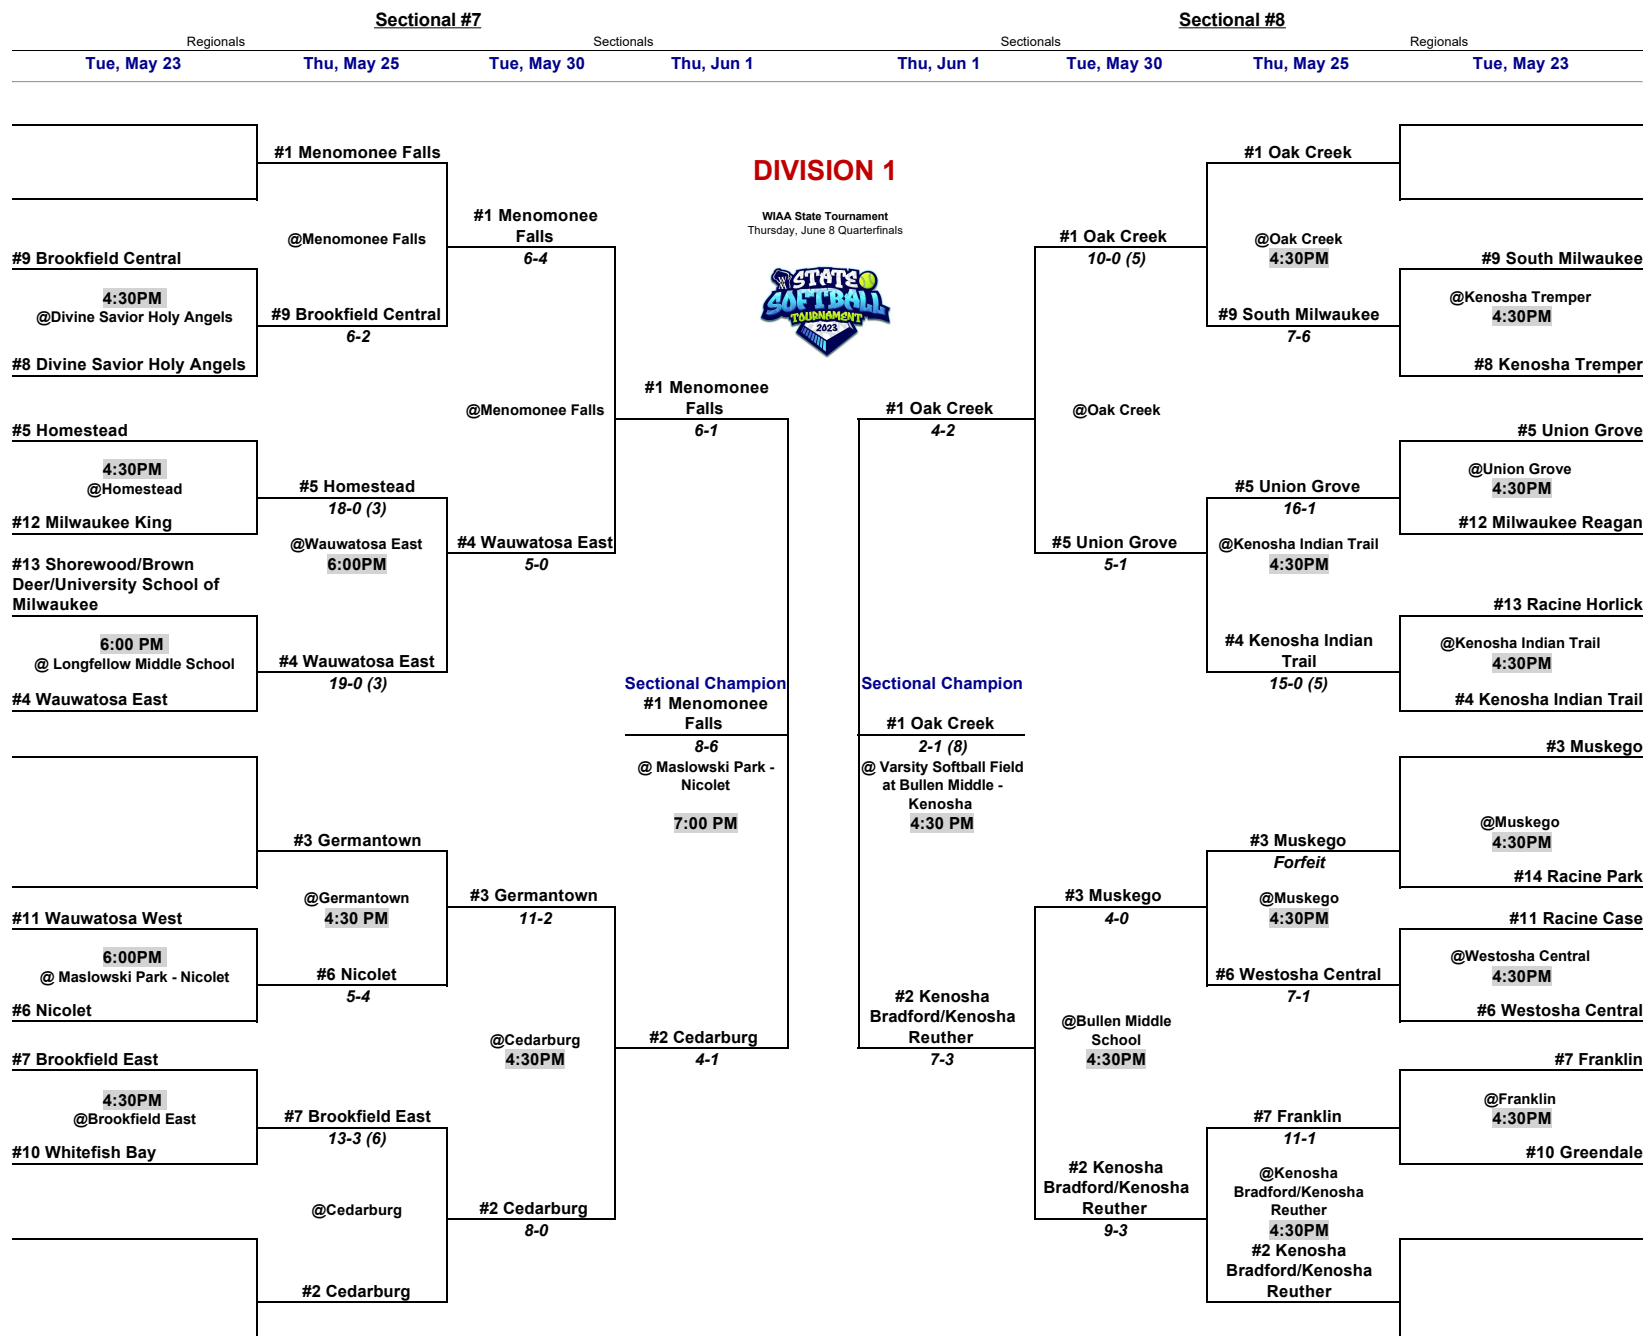 Sectional #7
Sectional #8
Regionals
Sectionals
Sectionals
Regionals
Tue, May 23
Thu, May 25
Tue, May 30
Thu, Jun 1
Thu, Jun 1
Tue, May 30
Thu, May 25
Tue, May 23
#9 Brookfield Central
4:30PM
@Divine Savior Holy Angels
#8 Divine Savior Holy Angels
#5 Homestead
4:30PM
@Homestead
#12 Milwaukee King
#13 Shorewood/Brown
Deer/University School of
Milwaukee
6:00 PM
@ Longfellow Middle School
#4 Wauwatosa East
#11 Wauwatosa West
6:00PM
@ Maslowski Park - Nicolet
#6 Nicolet
#7 Brookfield East
4:30PM
@Brookfield East
#10 Whitefish Bay
#1 Menomonee Falls
@Menomonee Falls
#9 Brookfield Central
6-2
#5 Homestead
18-0 (3)
@Wauwatosa East
6:00PM
#4 Wauwatosa East
19-0 (3)
#3 Germantown
@Germantown
4:30 PM
#6 Nicolet
5-4
#7 Brookfield East
13-3 (6)
@Cedarburg
#2 Cedarburg
#1 Menomonee
Falls
6-4
@Menomonee Falls
#4 Wauwatosa East
5-0
#3 Germantown
11-2
@Cedarburg
4:30PM
#2 Cedarburg
8-0
#1 Menomonee
Falls
6-1
Sectional Champion
#1 Menomonee
Falls
8-6
@ Maslowski Park -
Nicolet
7:00 PM
#2 Cedarburg
4-1
DIVISION 1
WIAA State Tournament
Thursday, June 8 Quarterfinals
STATE
SOFTBALL
TOURNAMENT
2023
#1 Oak Creek
4-2
Sectional Champion
#1 Oak Creek
2-1 (8)
@ Varsity Softball Field
at Bullen Middle -
Kenosha
4:30 PM
#2 Kenosha
Bradford/Kenosha
Reuther
7-3
#1 Oak Creek
10-0 (5)
@Oak Creek
#5 Union Grove
5-1
#3 Muskego
4-0
@Bullen Middle
School
4:30PM
#2 Kenosha
Bradford/Kenosha
Reuther
9-3
#1 Oak Creek
@Oak Creek
4:30PM
#9 South Milwaukee
7-6
#5 Union Grove
16-1
@Kenosha Indian Trail
4:30PM
#4 Kenosha Indian
Trail
15-0 (5)
#3 Muskego
Forfeit
@Muskego
4:30PM
#6 Westosha Central
7-1
#7 Franklin
11-1
@Kenosha
Bradford/Kenosha
Reuther
4:30PM
#2 Kenosha
Bradford/Kenosha
Reuther
#9 South Milwaukee
@Kenosha Tremper
4:30PM
#8 Kenosha Tremper
#5 Union Grove
@Union Grove
4:30PM
#12 Milwaukee Reagan
#13 Racine Horlick
@Kenosha Indian Trail
4:30PM
#4 Kenosha Indian Trail
#3 Muskego
@Muskego
4:30PM
#14 Racine Park
#11 Racine Case
@Westosha Central
4:30PM
#6 Westosha Central
#7 Franklin
@Franklin
4:30PM
#10 Greendale